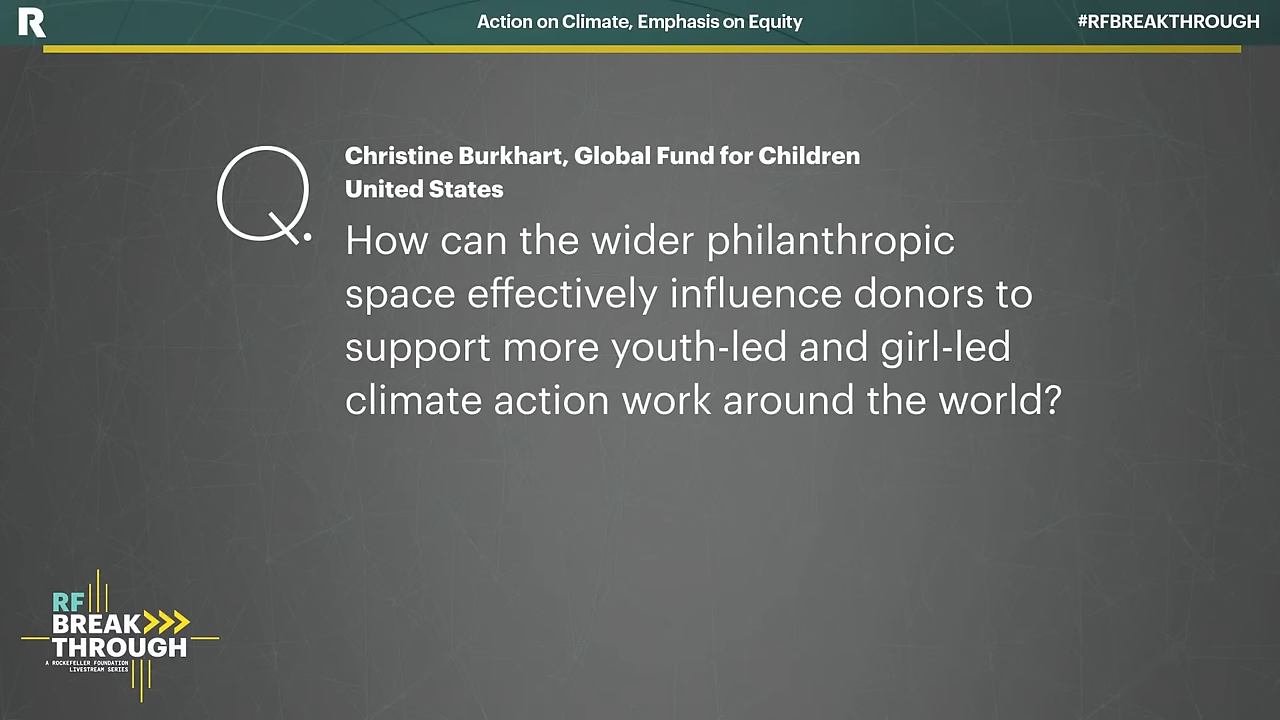 R
Action on Climate, Emphasis on Equity
#RFBREAKTHROUGH
Q.
Christine Burkhart, Global Fund for Children
United States
How can the wider philanthropic
space effectively influence donors to
support more youth-led and girl-led
climate action work around the world?
RF
BREAK
THROUGH
A ROCKEFELLER FOUNDATION
LIVESTREAM SERIES